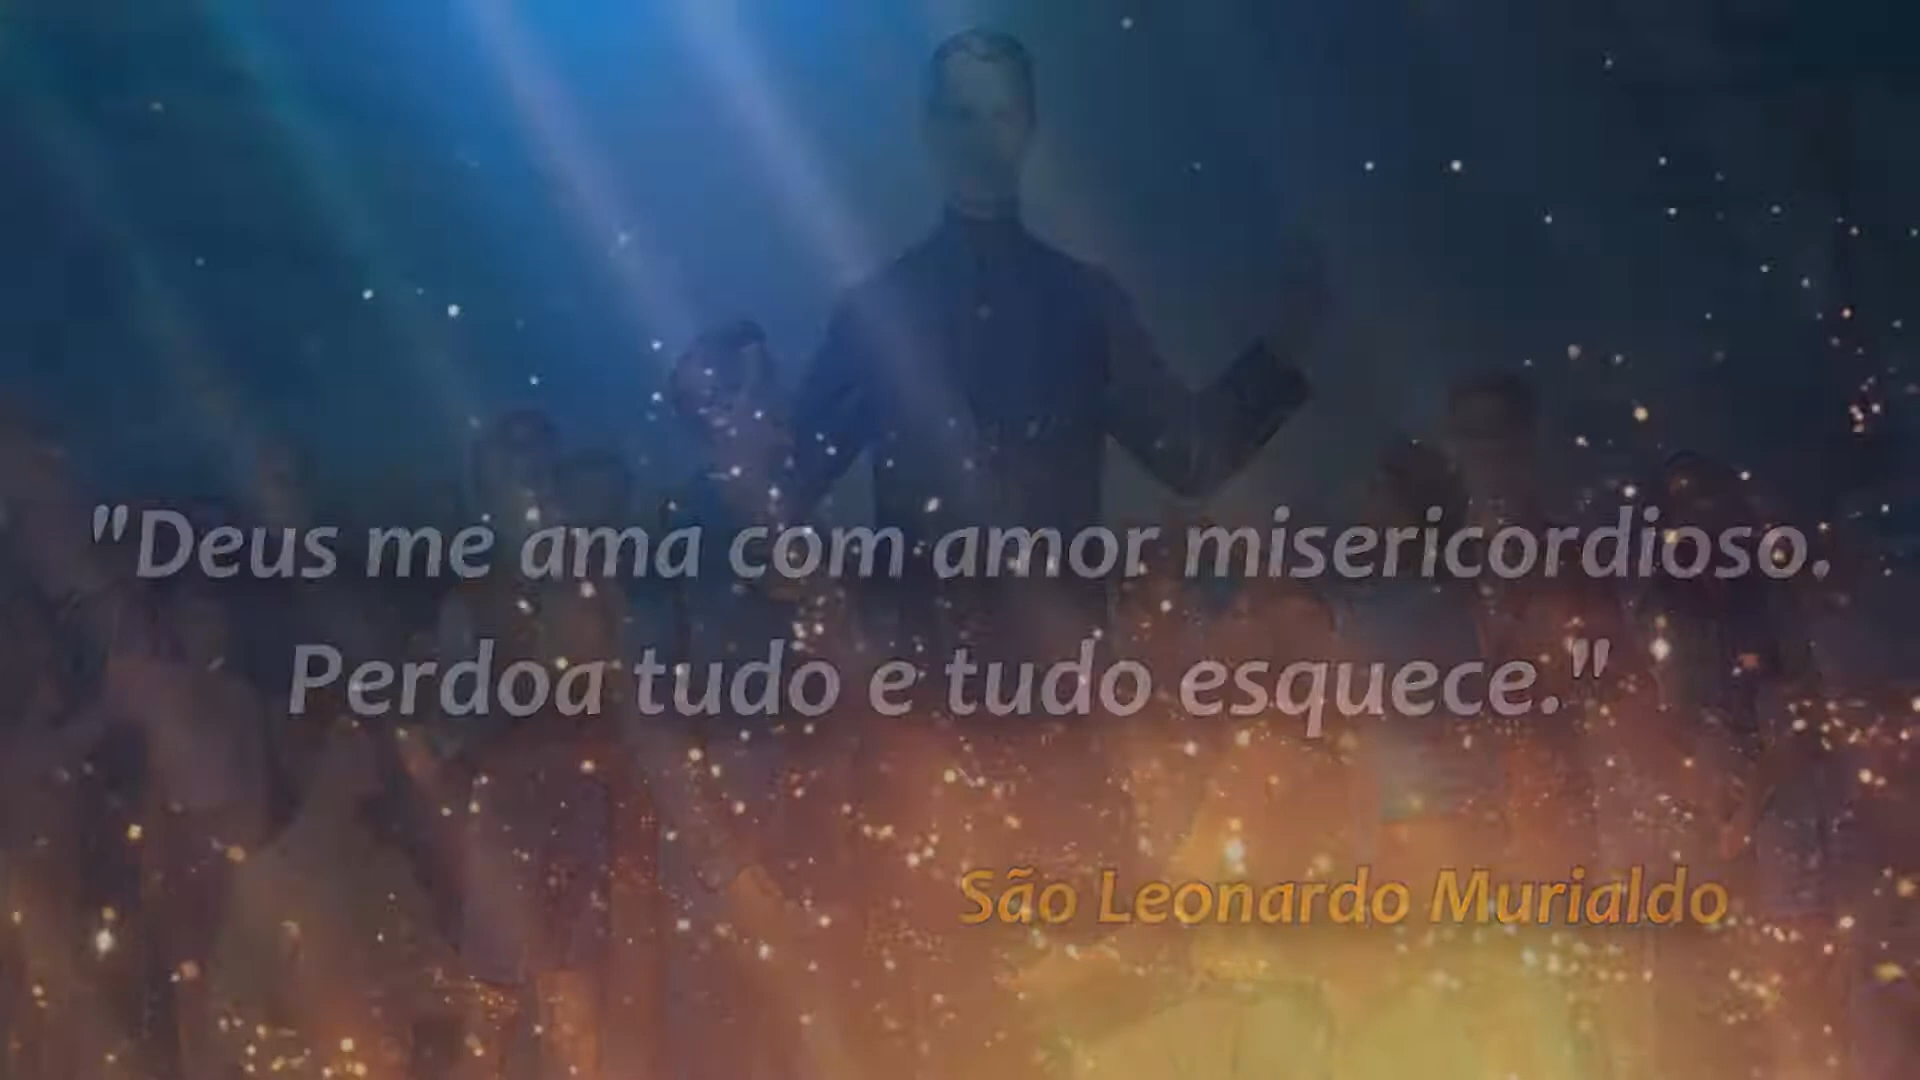 "Deus me ama com amor misericordioso.
Perdoa tudo e tudo esquece."
São Leonardo Murialdo